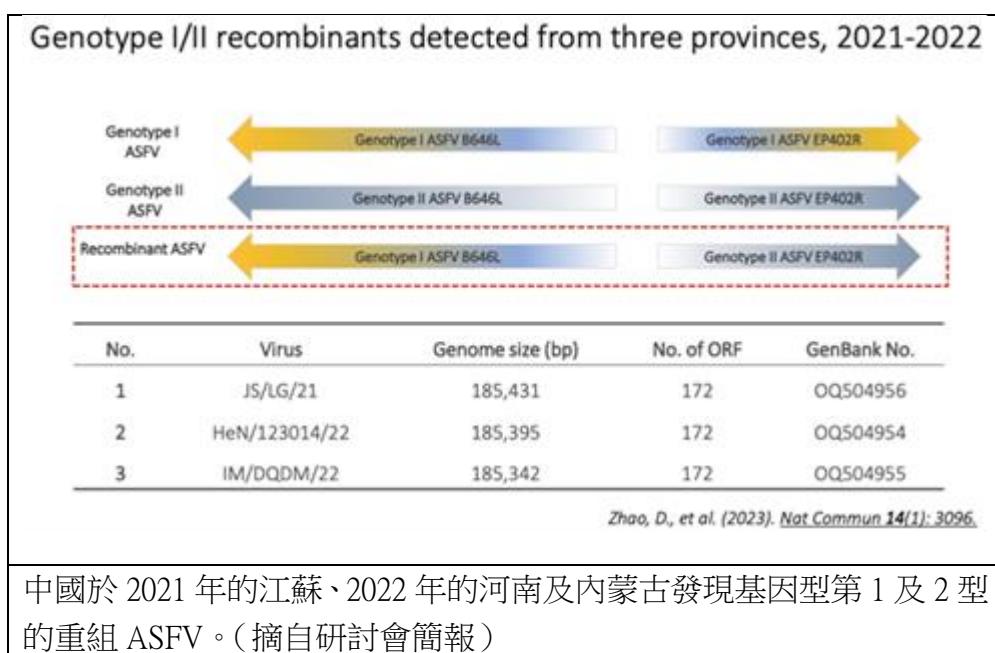 Genotype I/II recombinants detected from three provinces, 2021-2022
Genotype I
ASFV
Genotype I ASFV B646L
Genotype I ASFV EP402R
Genotype II
ASFV
Genotype II ASFV B646L
Genotype II ASFV EP402R
Recombinant ASFV
Genotype I ASFV B646L
Genotype II ASFV EP402R
No. Virus Genome size (bp) No. of ORF GenBank No.
1 JS/LG/21 185,431 172 OQ504956
2 HeN/123014/22 185,395 172 OQ504954
3 IM/DQDM/22 185,342 172 OQ504955
Zhao, D., et al. (2023). Nat Commun 14(1): 3096.
中國於 2021 年的江蘇、2022 年的河南及內蒙古發現基因型第 1 及 2 型
的重組 ASFV。(摘自研討會簡報)